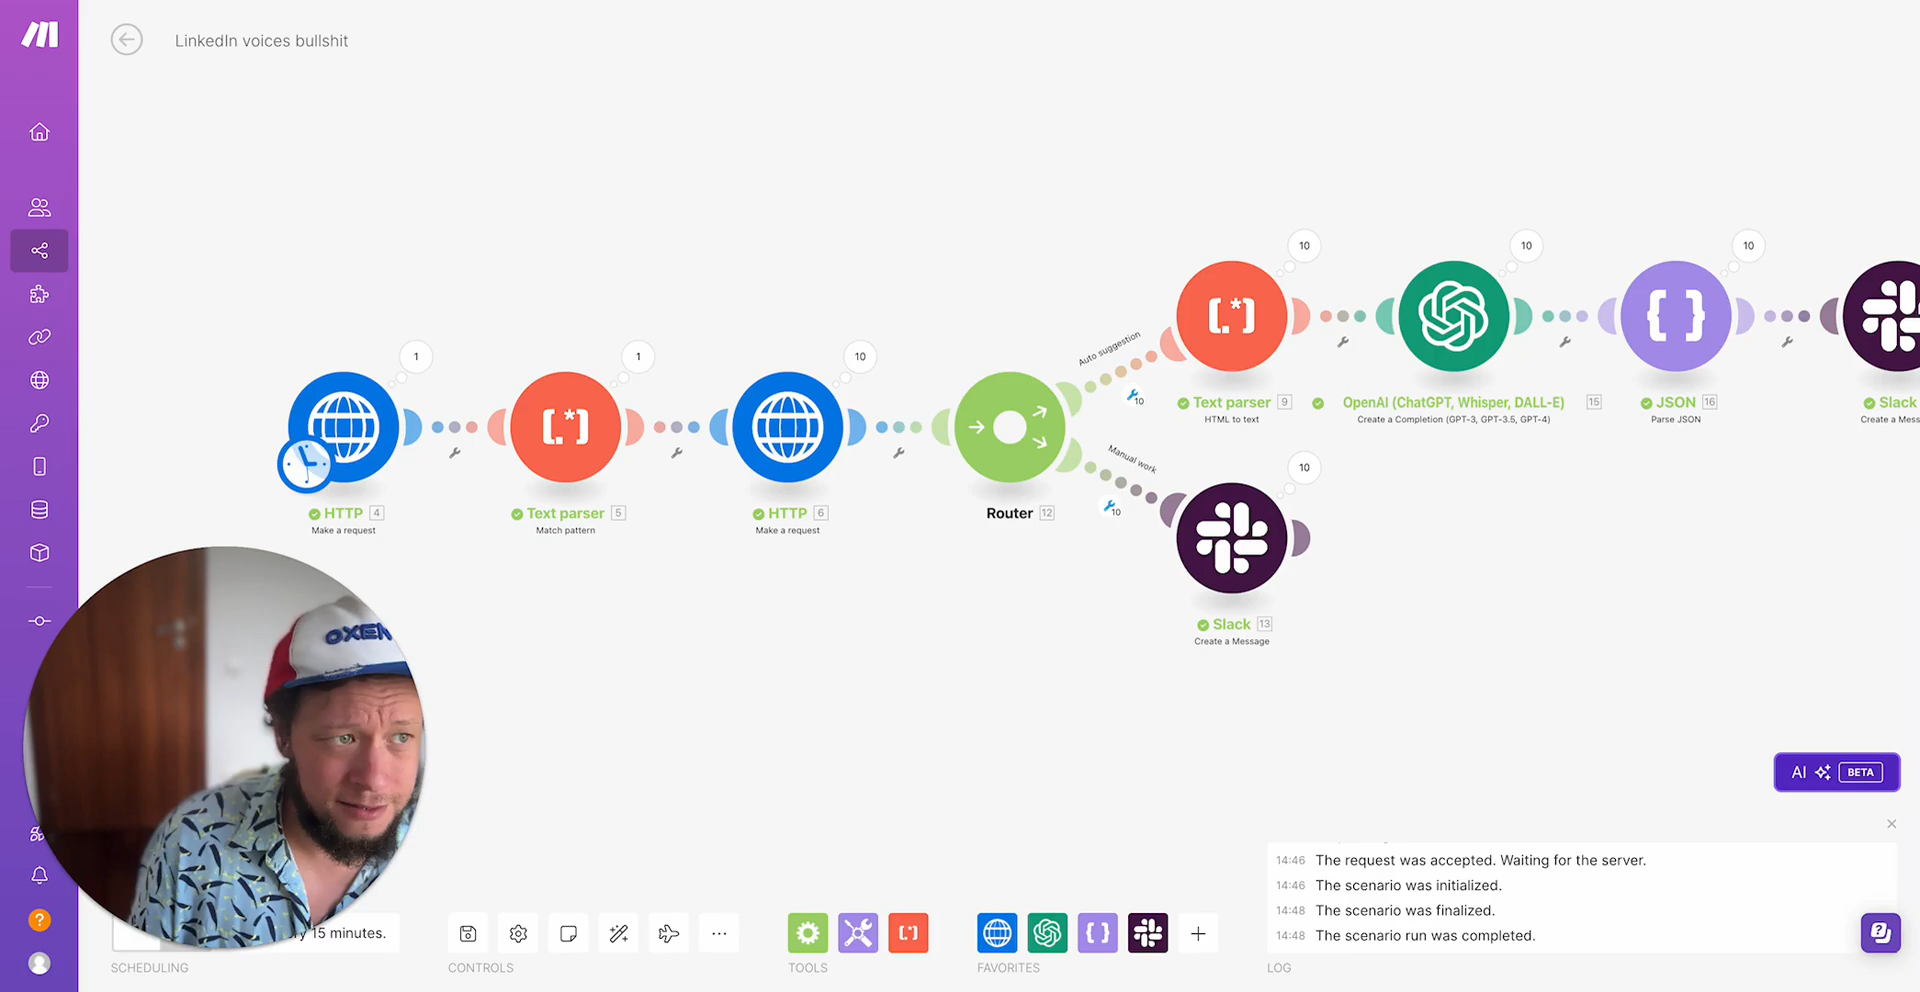 LinkedIn voices bullshit
10
10
10
1
1
10
Auto suggestion
10
Text parser 9
HTML to text
OpenAI (ChatGPT, Whisper, DALL-E) 15
Create a Completion (GPT-3, GPT-3.5, GPT-4)
JSON 16
Parse JSON
Slack
Create a Mess
HTTP 4
Make a request
Text parser 5
Match pattern
HTTP 6
Make a request
Router 12
Manual work
10
10
Slack 13
Create a Message
OXEN
AI BETA
14:46 The request was accepted. Waiting for the server.
14:46 The scenario was initialized.
14:48 The scenario was finalized.
14:48 The scenario run was completed.
ry 15 minutes.
SCHEDULING
CONTROLS
TOOLS
FAVORITES
LOG